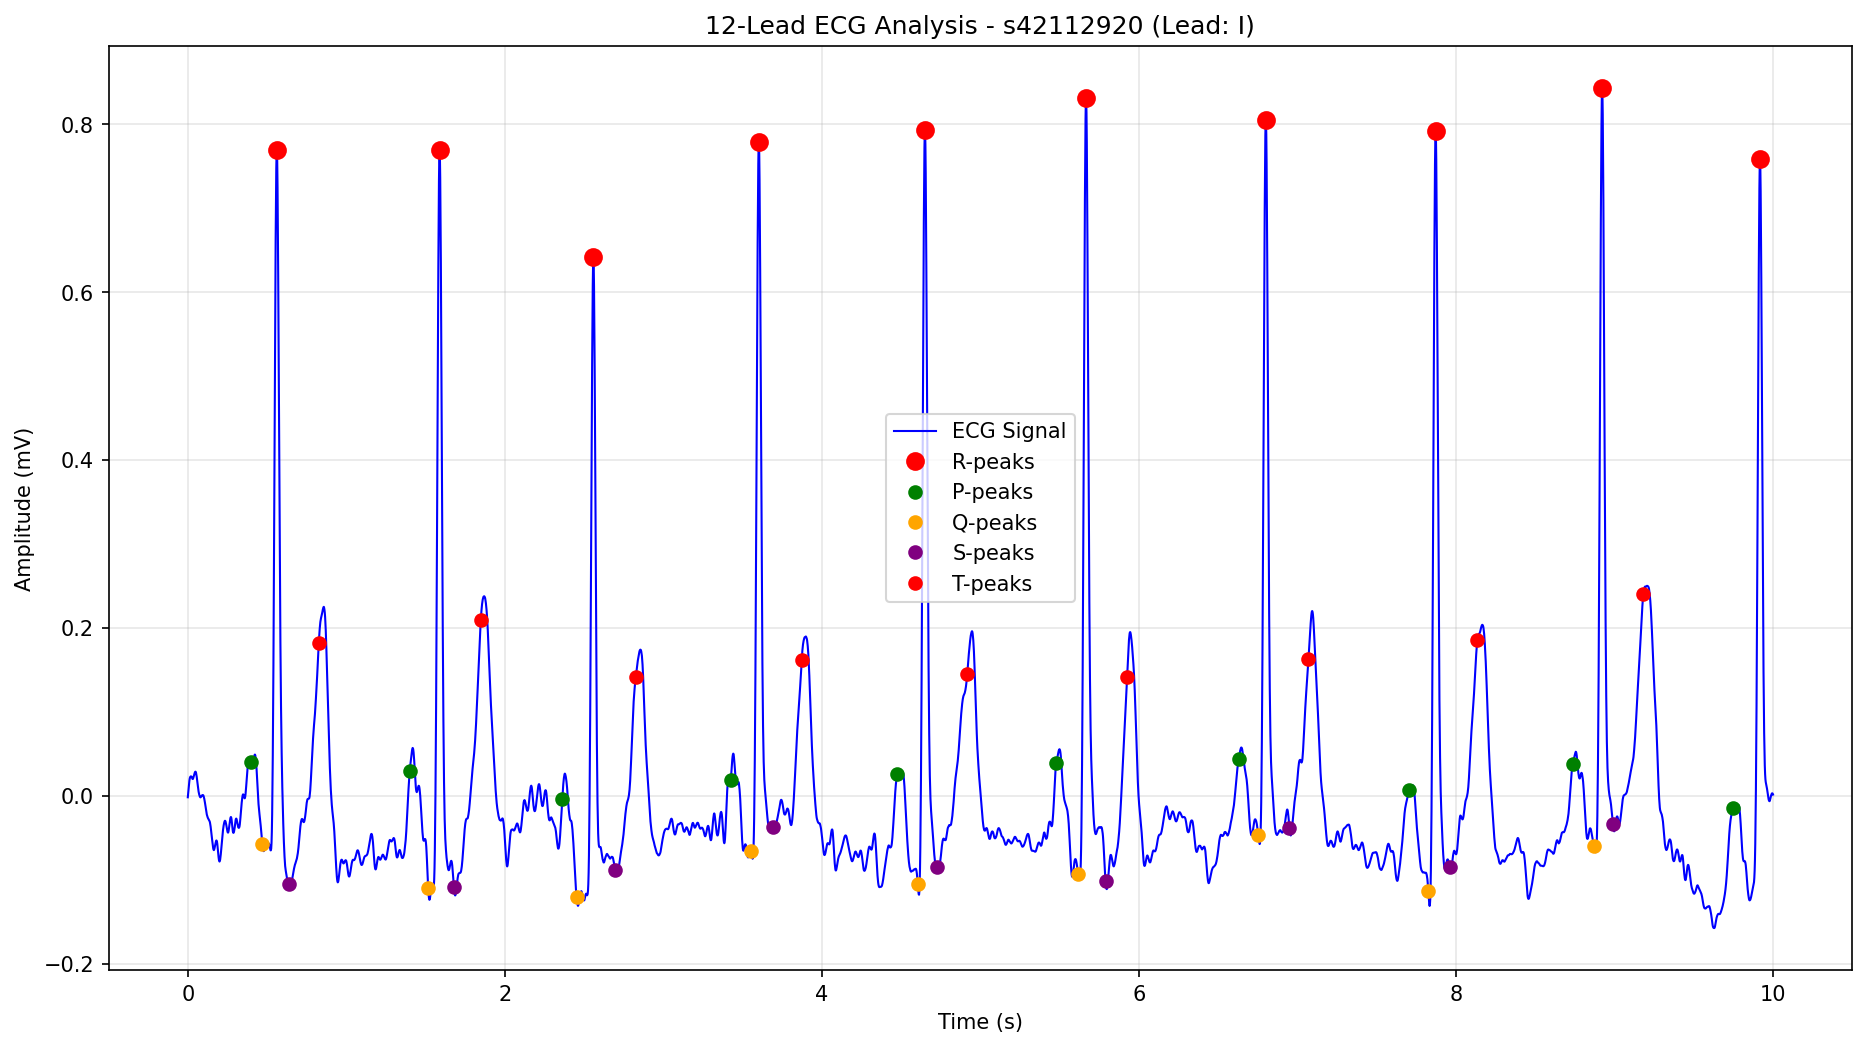 12-Lead ECG Analysis - s42112920 (Lead: I)
Amplitude (mV)
0.8
0.6
0.4
0.2
0.0
−0.2
ECG Signal
R-peaks
P-peaks
Q-peaks
S-peaks
T-peaks
0 2 4 6 8 10
Time (s)